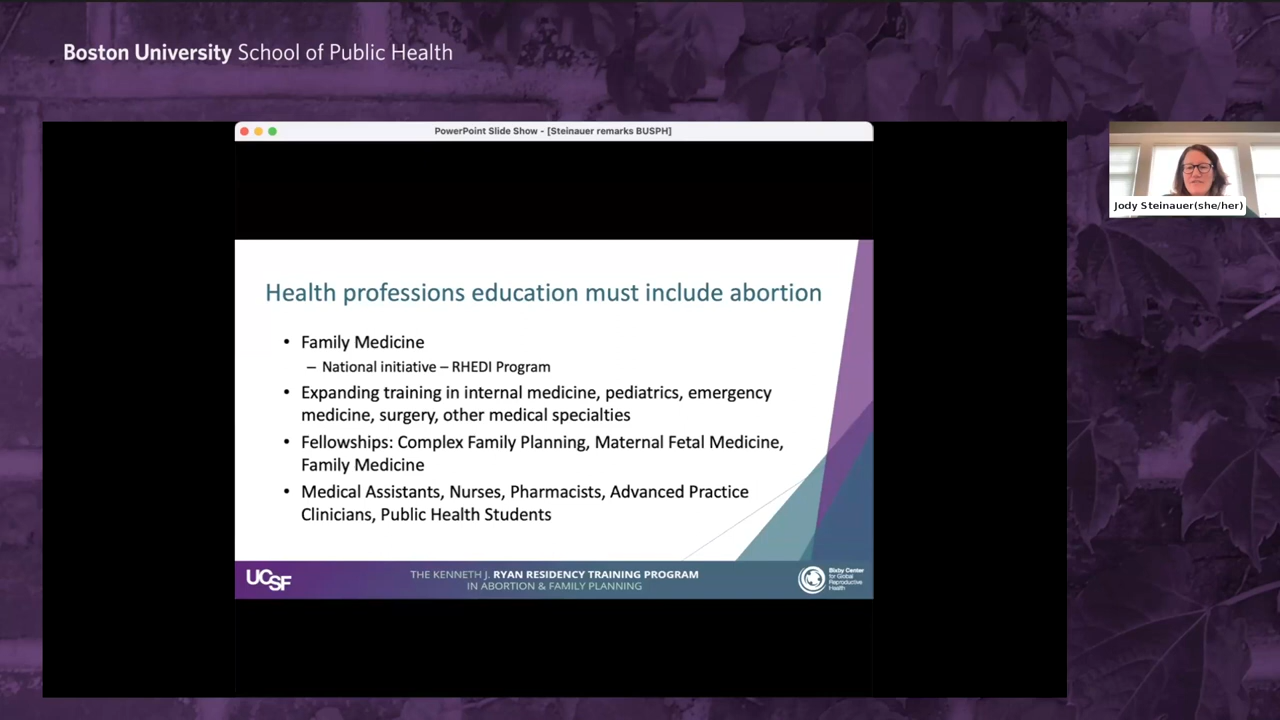 Boston University School of Public Health
PowerPoint Slide Show - [Steinauer remarks BUSPH]
Jody Steinauer(she/her)
Health professions education must include abortion
• Family Medicine
– National initiative – RHEDI Program
• Expanding training in internal medicine, pediatrics, emergency
medicine, surgery, other medical specialties
• Fellowships: Complex Family Planning, Maternal Fetal Medicine,
Family Medicine
• Medical Assistants, Nurses, Pharmacists, Advanced Practice
Clinicians, Public Health Students
UCSF
THE KENNETH J. RYAN RESIDENCY TRAINING PROGRAM
IN ABORTION & FAMILY PLANNING
Bixby Center
for Global
Reproductive
Health